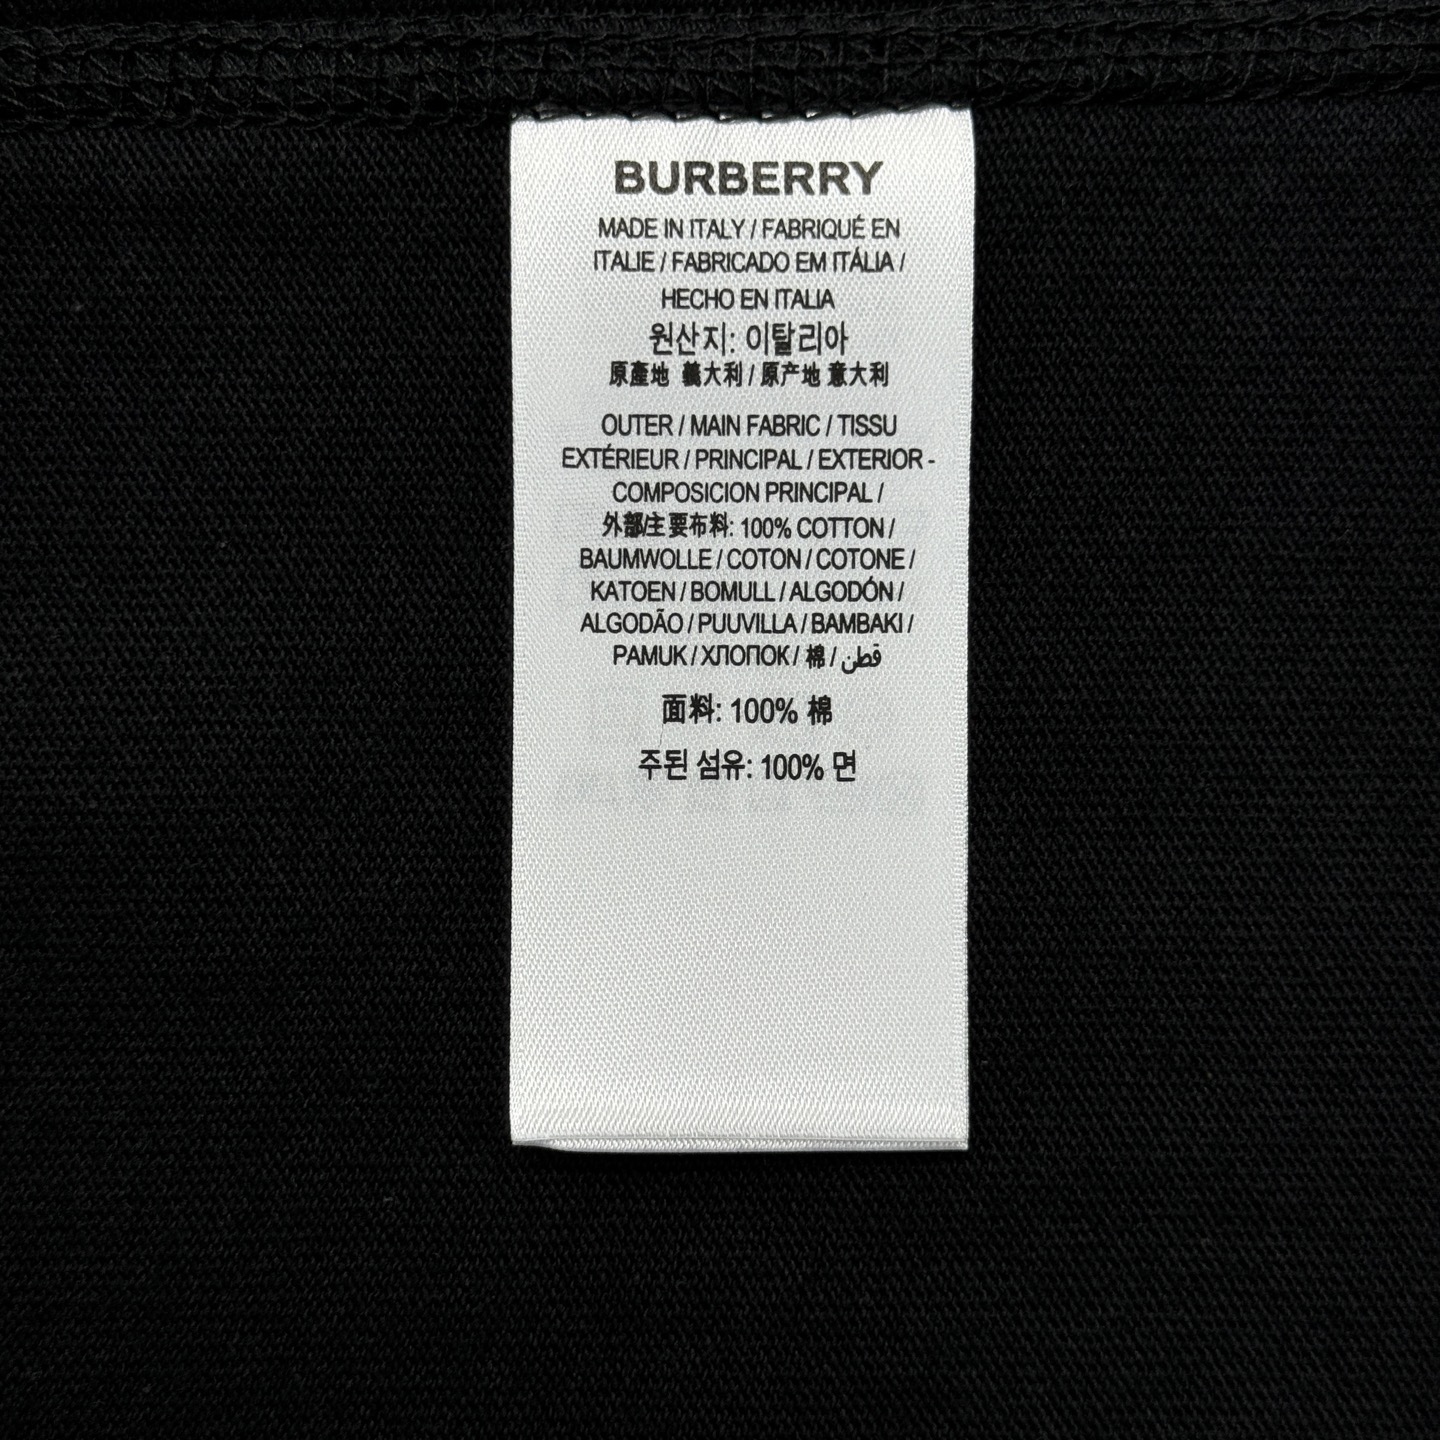 BURBERRY
MADE IN ITALY / FABRIQUÉ EN
ITALIE / FABRICADO EM ITÁLIA /
HECHO EN ITALIA
원산지: 이탈리아
原產地 義大利 / 原产地 意大利
OUTER / MAIN FABRIC / TISSU
EXTÉRIEUR / PRINCIPAL / EXTERIOR -
COMPOSICION PRINCIPAL /
外部/主要布料: 100% COTTON /
BAUMWOLLE / COTON / COTONE /
KATOEN / BOMULL / ALGODÓN /
ALGODÃO / PUUVILLA / BAMBAKI /
PAMUK / ХЛОПОК / 棉 / قطن
面料: 100% 棉
주된 섬유: 100% 면